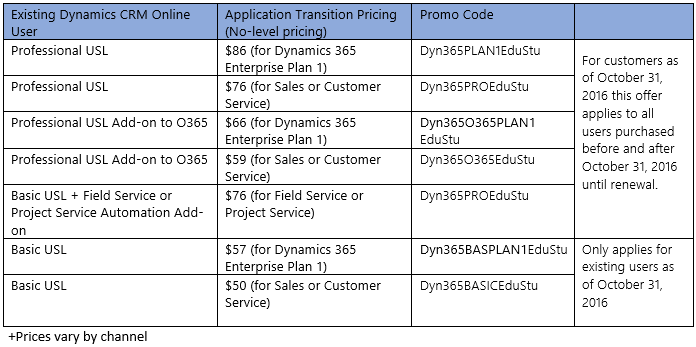 Existing Dynamics CRM Online
User
Application Transition Pricing
(No-level pricing)
Promo Code
Professional USL
$86 (for Dynamics 365
Enterprise Plan 1)
Dyn365PLAN1EduStu
For customers as
of October 31,
2016 this offer
applies to all
users purchased
before and after
October 31, 2016
until renewal.
Professional USL
$76 (for Sales or Customer
Service)
Dyn365PROEduStu
Professional USL Add-on to O365
$66 (for Dynamics 365
Enterprise Plan 1)
Dyn365O365PLAN1
EduStu
Professional USL Add-on to O365
$59 (for Sales or Customer
Service)
Dyn365O365EduStu
Basic USL + Field Service or
Project Service Automation Add-
on
$76 (for Field Service or
Project Service)
Dyn365PROEduStu
Basic USL
$57 (for Dynamics 365
Enterprise Plan 1)
Dyn365BASPLAN1EduStu
Only applies for
existing users as
of October 31,
2016
Basic USL
$50 (for Sales or Customer
Service)
Dyn365BASICEduStu
+Prices vary by channel